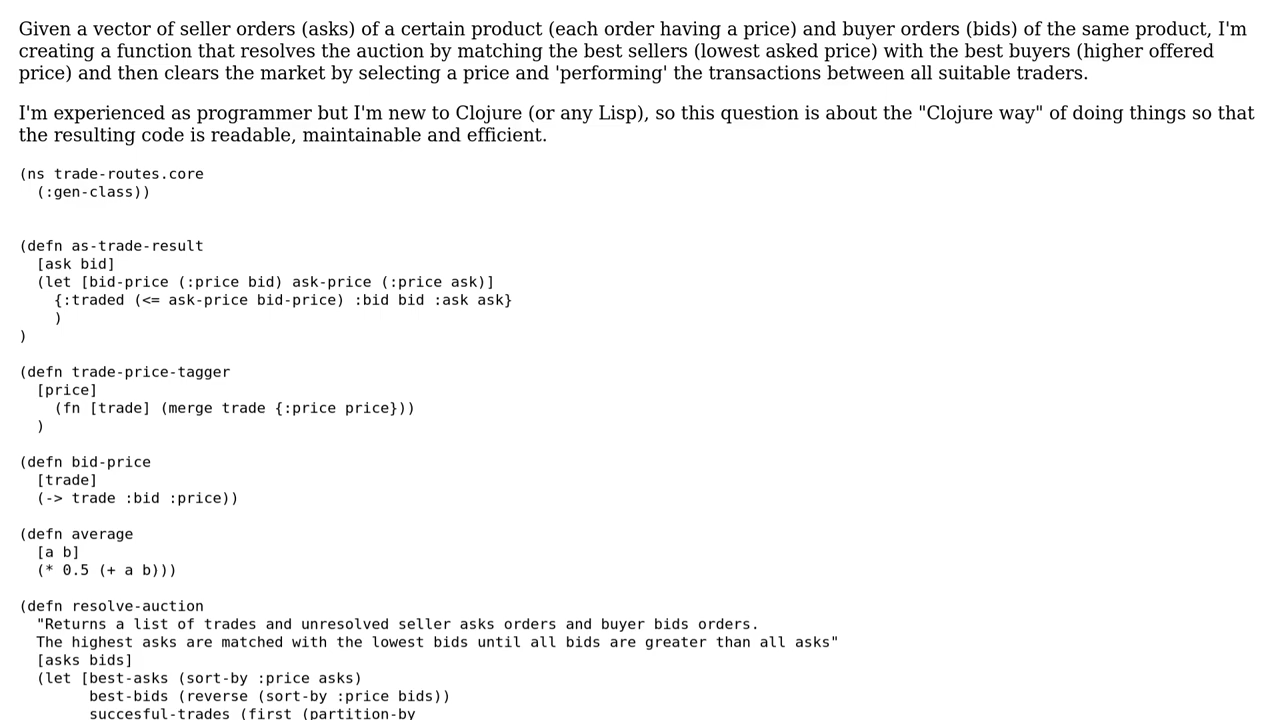 Given a vector of seller orders (asks) of a certain product (each order having a price) and buyer orders (bids) of the same product, I'm
creating a function that resolves the auction by matching the best sellers (lowest asked price) with the best buyers (higher offered
price) and then clears the market by selecting a price and 'performing' the transactions between all suitable traders.
I'm experienced as programmer but I'm new to Clojure (or any Lisp), so this question is about the "Clojure way" of doing things so that
the resulting code is readable, maintainable and efficient.
(ns trade-routes.core
  (:gen-class))
(defn as-trade-result
  [ask bid]
  (let [bid-price (:price bid) ask-price (:price ask)]
    {:traded (<= ask-price bid-price) :bid bid :ask ask}
    )
)
(defn trade-price-tagger
  [price]
    (fn [trade] (merge trade {:price price}))
  )
(defn bid-price
  [trade]
  (-> trade :bid :price))
(defn average
  [a b]
  (* 0.5 (+ a b)))
(defn resolve-auction
  "Returns a list of trades and unresolved seller asks orders and buyer bids orders.
  The highest asks are matched with the lowest bids until all bids are greater than all asks"
  [asks bids]
  (let [best-asks (sort-by :price asks)
        best-bids (reverse (sort-by :price bids))
        succesful-trades (first (partition-by